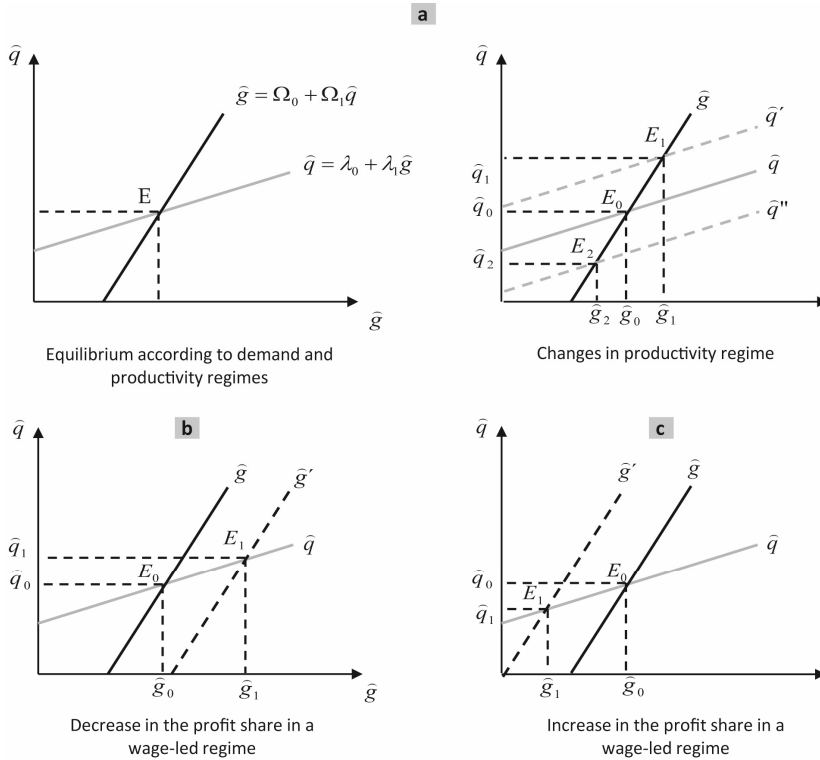 a
q̂
ĝ = Ω₀ + Ω₁q̂
q̂ = λ₀ + λ₁ĝ
E
ĝ
Equilibrium according to demand and
productivity regimes
q̂
ĝ
q̂′
q̂
q̂"
E₁
E₀
E₂
q̂₁
q̂₀
q̂₂
ĝ₂ ĝ₀ ĝ₁
Changes in productivity regime
b
q̂
ĝ
ĝ′
q̂
E₁
E₀
q̂₁
q̂₀
ĝ₀
ĝ₁
ĝ
Decrease in the profit share in a
wage-led regime
c
q̂
ĝ′
ĝ
q̂
E₀
E₁
q̂₀
q̂₁
ĝ₁
ĝ₀
Increase in the profit share in a
wage-led regime